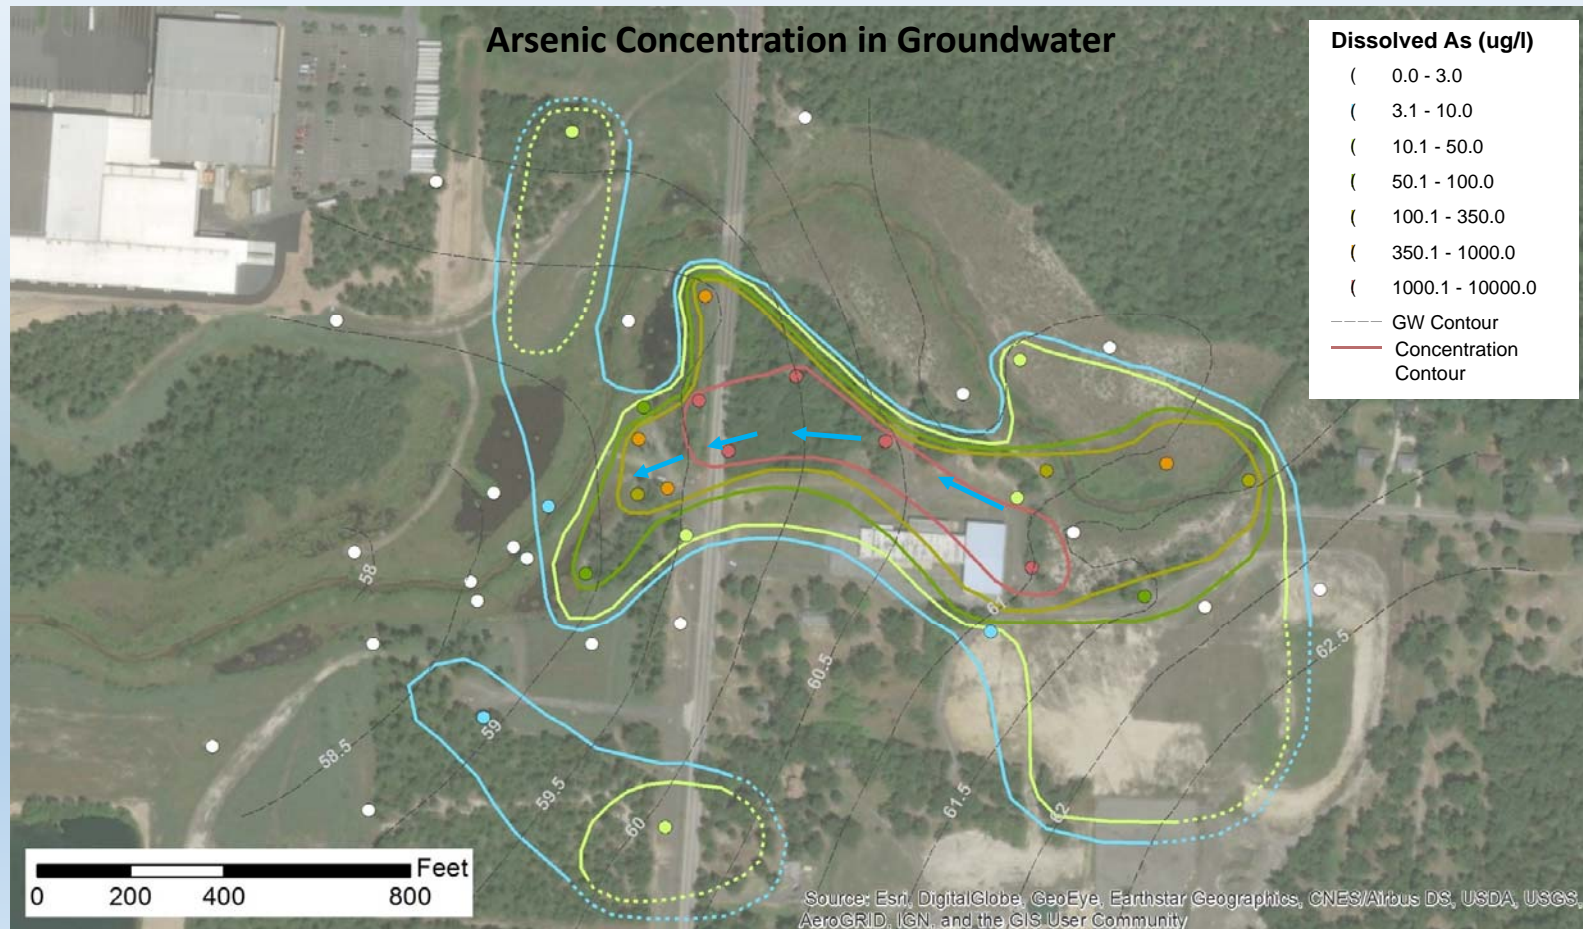 Arsenic Concentration in Groundwater
Dissolved As (ug/l)
( 0.0 - 3.0
( 3.1 - 10.0
( 10.1 - 50.0
( 50.1 - 100.0
( 100.1 - 350.0
( 350.1 - 1000.0
( 1000.1 - 10000.0
GW Contour
Concentration
Contour
58
61
62.5
60.5
59
58.5
59.5
61.5
62
60
Feet
0 200 400 800
Source: Esri, DigitalGlobe, GeoEye, Earthstar Geographics, CNES/Airbus DS, USDA, USGS,
AeroGRID, IGN, and the GIS User Community